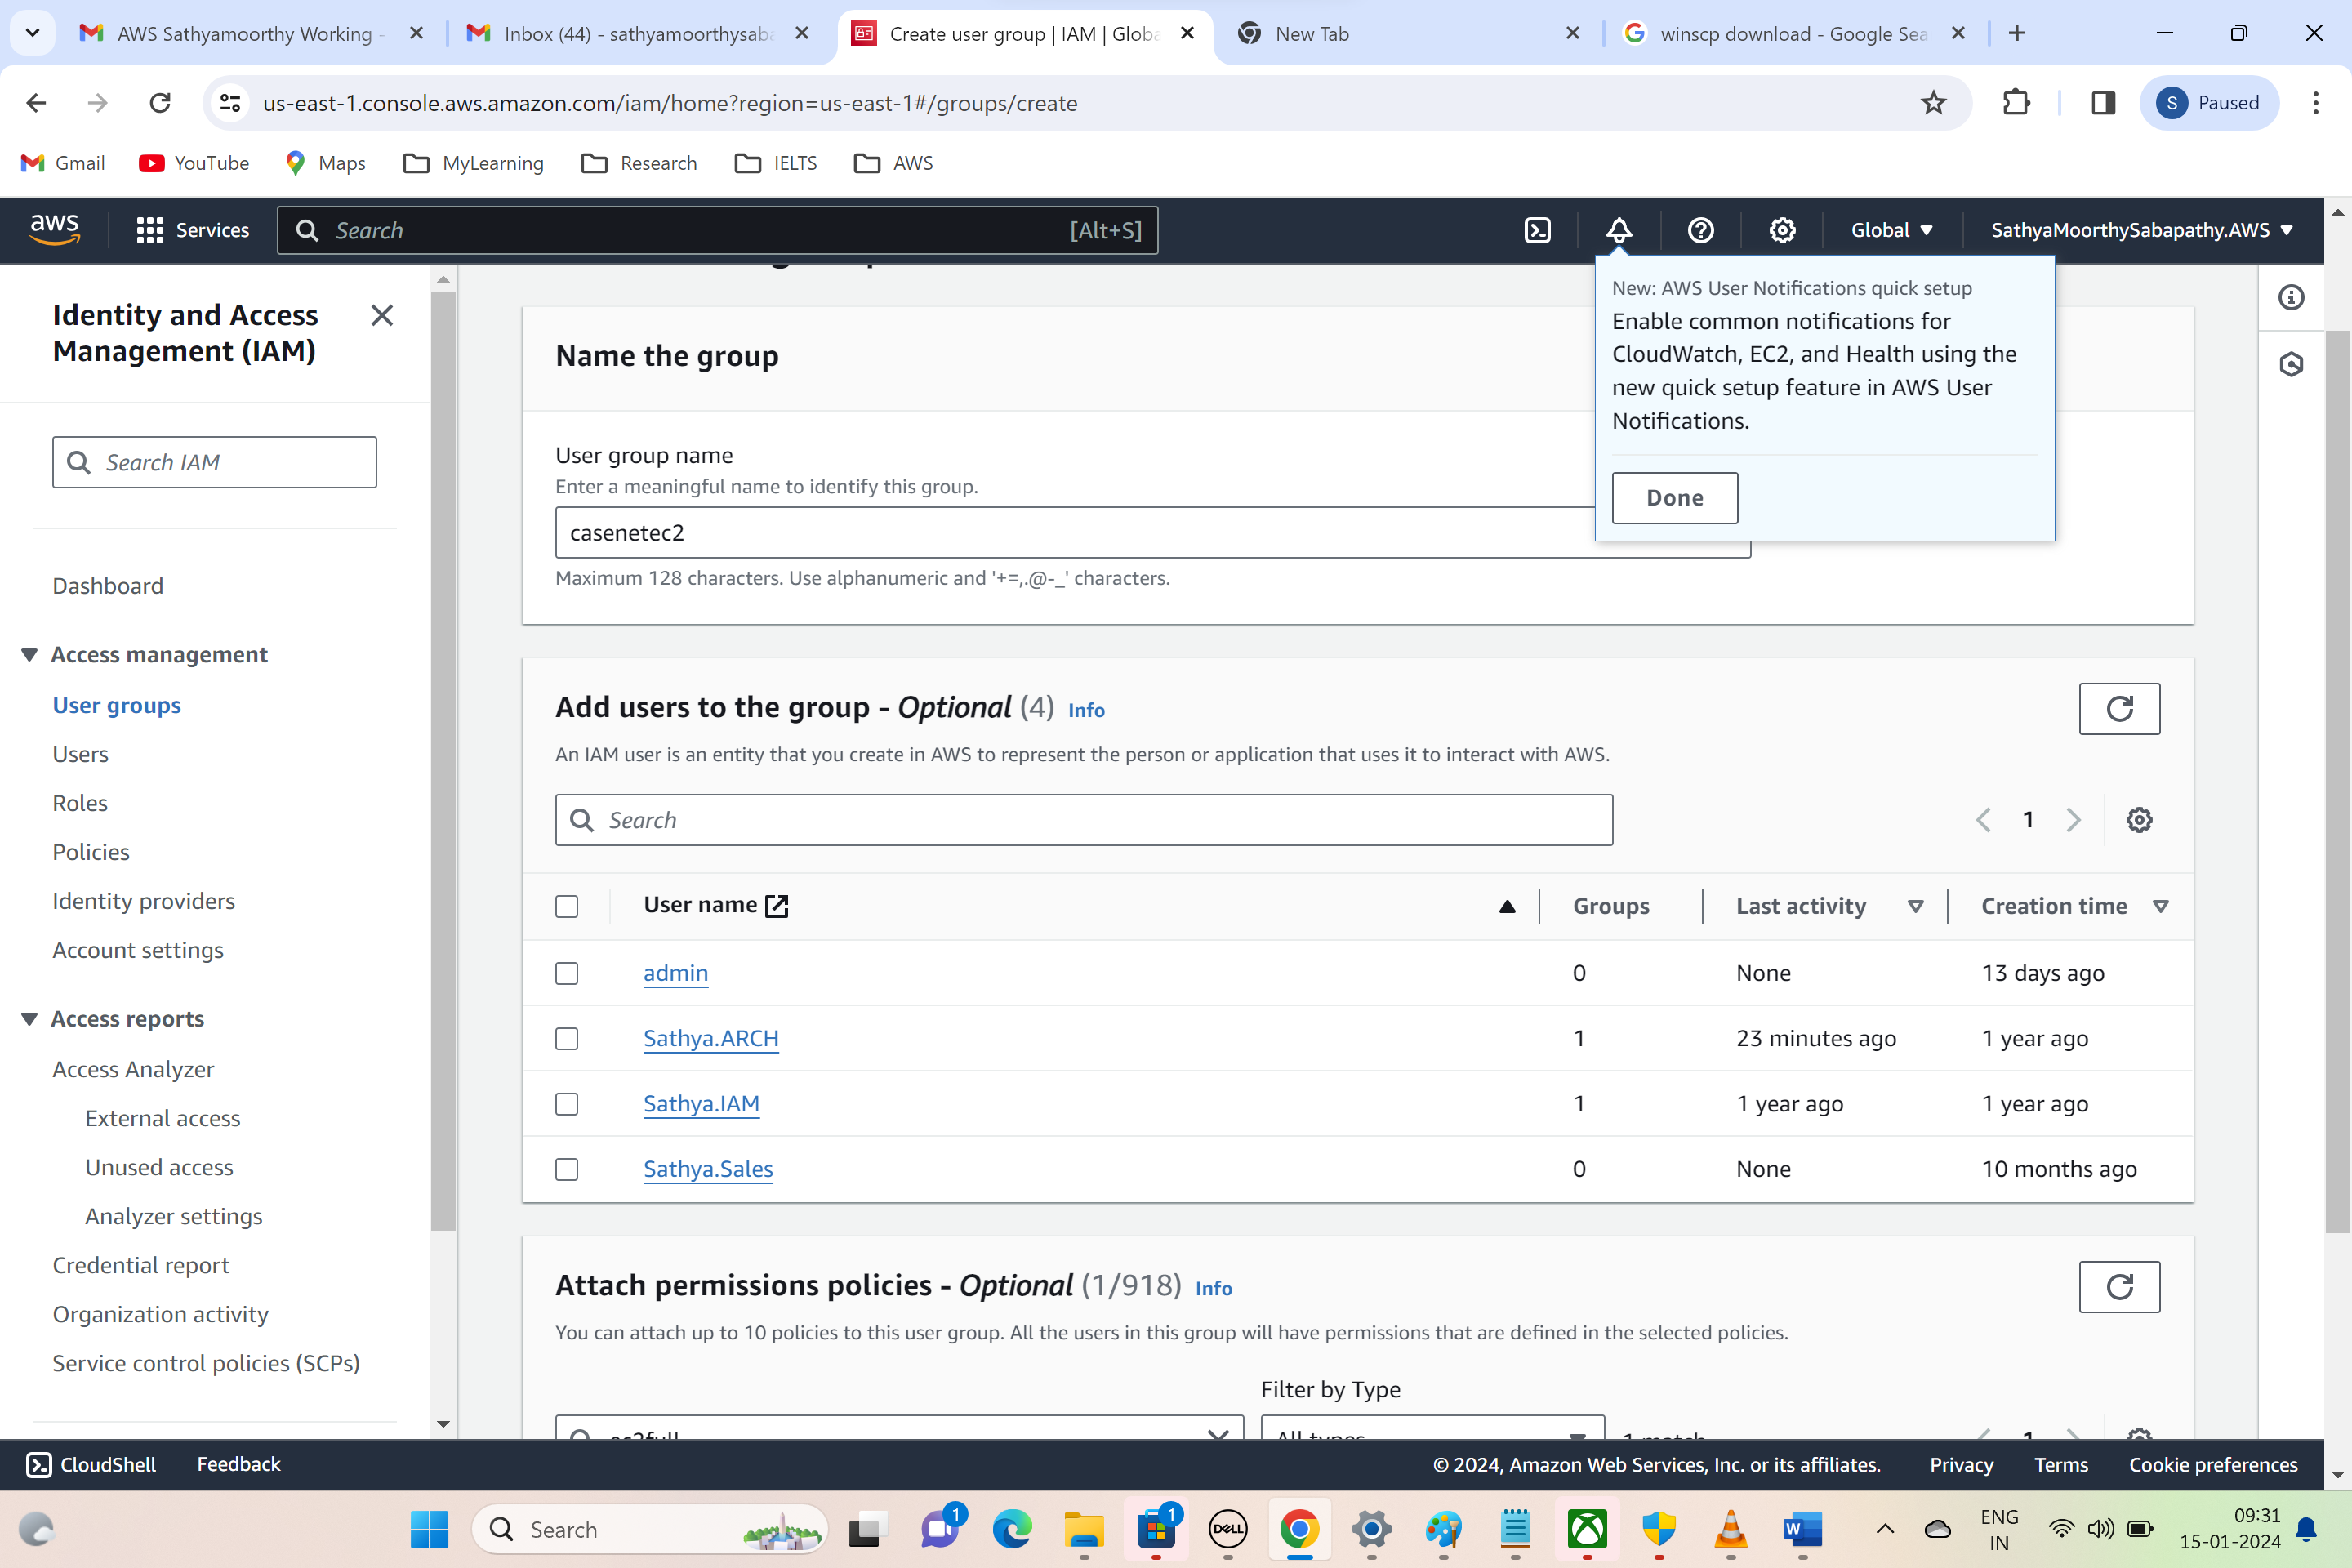 AWS Sathyamoorthy Working -
Inbox (44) - sathyamoorthysaba
Create user group | IAM | Globa
New Tab
winscp download - Google Sea
us-east-1.console.aws.amazon.com/iam/home?region=us-east-1#/groups/create
S Paused
Gmail YouTube Maps MyLearning Research IELTS AWS
aws Services Search [Alt+S] Global SathyaMoorthySabapathy.AWS
New: AWS User Notifications quick setup
Enable common notifications for
CloudWatch, EC2, and Health using the
new quick setup feature in AWS User
Notifications.
Done
Identity and Access
Management (IAM)
Search IAM
Dashboard
Access management
User groups
Users
Roles
Policies
Identity providers
Account settings
Access reports
Access Analyzer
External access
Unused access
Analyzer settings
Credential report
Organization activity
Service control policies (SCPs)
Name the group
User group name
Enter a meaningful name to identify this group.
casenetec2
Maximum 128 characters. Use alphanumeric and '+=,.@-_' characters.
Add users to the group - Optional (4) Info
An IAM user is an entity that you create in AWS to represent the person or application that uses it to interact with AWS.
Search
1
User name Groups Last activity Creation time
admin 0 None 13 days ago
Sathya.ARCH 1 23 minutes ago 1 year ago
Sathya.IAM 1 1 year ago 1 year ago
Sathya.Sales 0 None 10 months ago
Attach permissions policies - Optional (1/918) Info
You can attach up to 10 policies to this user group. All the users in this group will have permissions that are defined in the selected policies.
Filter by Type
ec2full All types 1 match 1
CloudShell Feedback © 2024, Amazon Web Services, Inc. or its affiliates. Privacy Terms Cookie preferences
Search
1
1
DELL
W
ENG
IN
09:31
15-01-2024